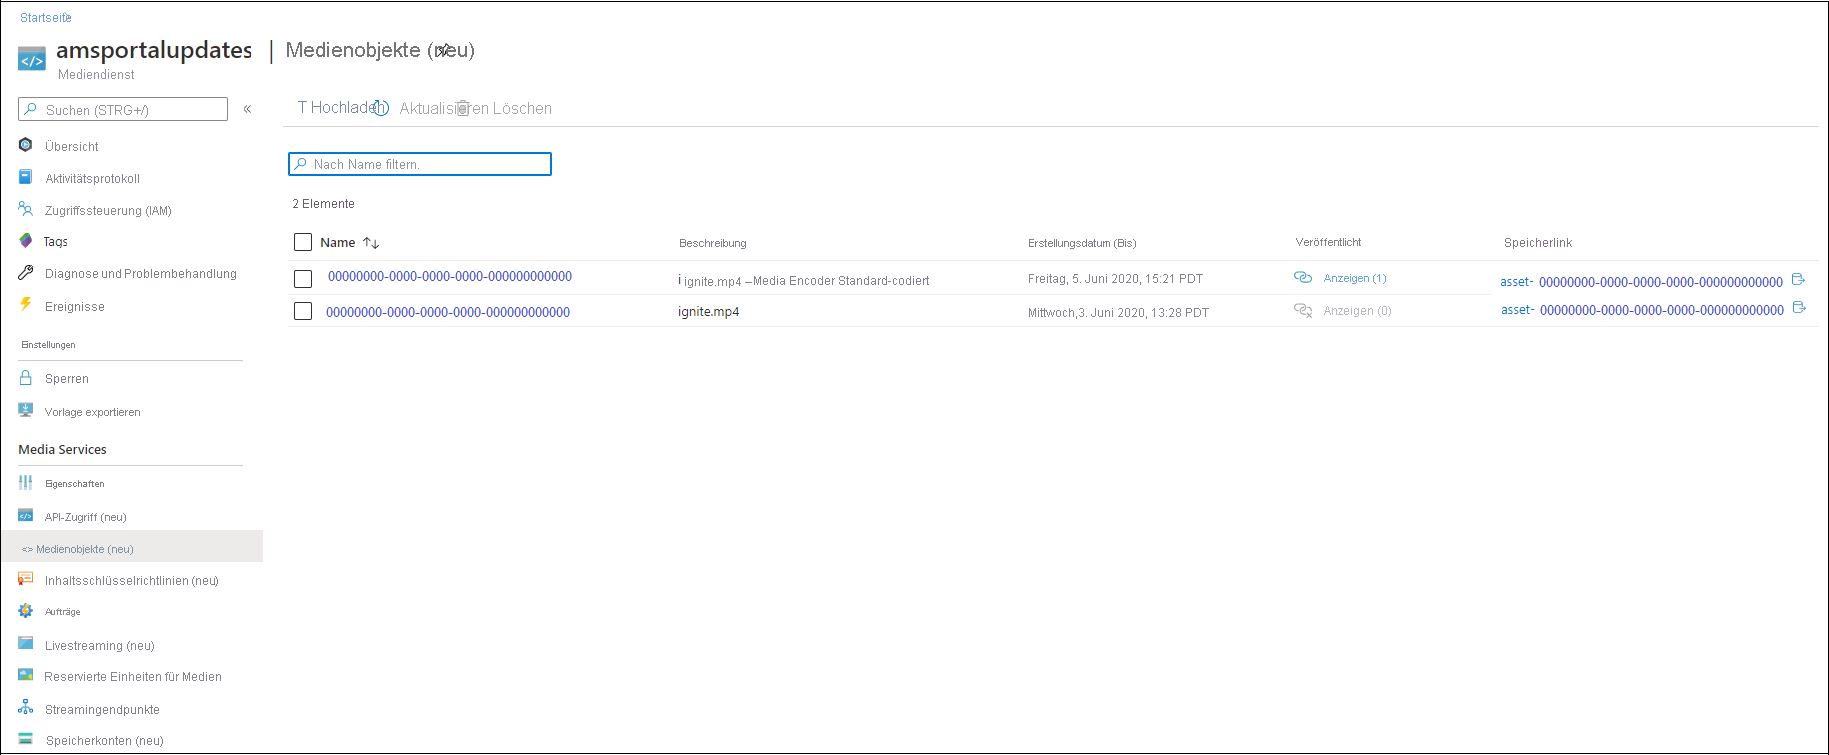 Startseite
amsportalupdates | Medienobjekte (neu)
Mediendienst
Suchen (STRG+/)
«
Übersicht
Aktivitätsprotokoll
Zugriffssteuerung (IAM)
Tags
Diagnose und Problembehandlung
Ereignisse
Einstellungen
Sperren
Vorlage exportieren
Media Services
Eigenschaften
API-Zugriff (neu)
<> Medienobjekte (neu)
Inhaltsschlüsselrichtlinien (neu)
Aufträge
Livestreaming (neu)
Reservierte Einheiten für Medien
Streamingendpunkte
Speicherkonten (neu)
T Hochladen Aktualisieren Löschen
Nach Name filtern.
2 Elemente
Name ↑↓ Beschreibung Erstellungsdatum (Bis) Veröffentlicht Speicherlink
00000000-0000-0000-0000-000000000000 i ignite.mp4 –Media Encoder Standard-codiert Freitag, 5. Juni 2020, 15:21 PDT Anzeigen (1) asset- 00000000-0000-0000-0000-000000000000
00000000-0000-0000-0000-000000000000 ignite.mp4 Mittwoch,3. Juni 2020, 13:28 PDT Anzeigen (0) asset- 00000000-0000-0000-0000-000000000000